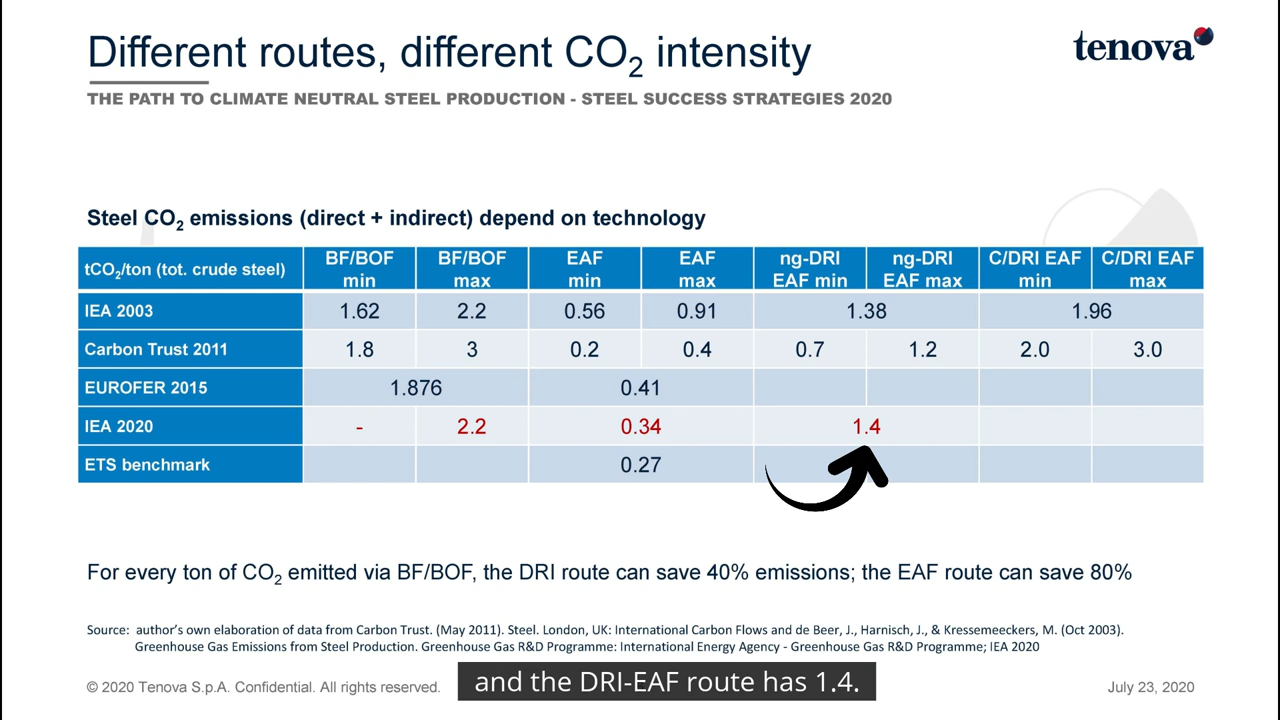 Different routes, different CO₂ intensity
tenova
THE PATH TO CLIMATE NEUTRAL STEEL PRODUCTION - STEEL SUCCESS STRATEGIES 2020
Steel CO₂ emissions (direct + indirect) depend on technology
tCO₂/ton (tot. crude steel) BF/BOF min BF/BOF max EAF min EAF max ng-DRI EAF min ng-DRI EAF max C/DRI EAF min C/DRI EAF max
IEA 2003 1.62 2.2 0.56 0.91 1.38 1.96
Carbon Trust 2011 1.8 3 0.2 0.4 0.7 1.2 2.0 3.0
EUROFER 2015 1.876 0.41
IEA 2020 - 2.2 0.34 1.4
ETS benchmark 0.27
For every ton of CO₂ emitted via BF/BOF, the DRI route can save 40% emissions; the EAF route can save 80%
Source: author's own elaboration of data from Carbon Trust. (May 2011). Steel. London, UK: International Carbon Flows and de Beer, J., Harnisch, J., & Kressemeeckers, M. (Oct 2003).
Greenhouse Gas Emissions from Steel Production. Greenhouse Gas R&D Programme: International Energy Agency - Greenhouse Gas R&D Programme; IEA 2020
© 2020 Tenova S.p.A. Confidential. All rights reserved.
and the DRI-EAF route has 1.4.
July 23, 2020